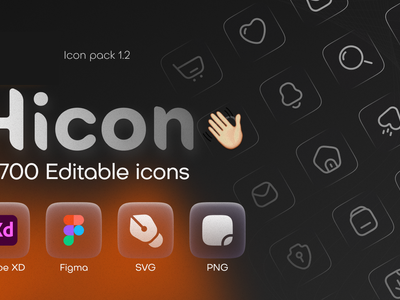 Icon pack 1.2
Hicon
700 Editable icons
Xd
be XD Figma SVG PNG